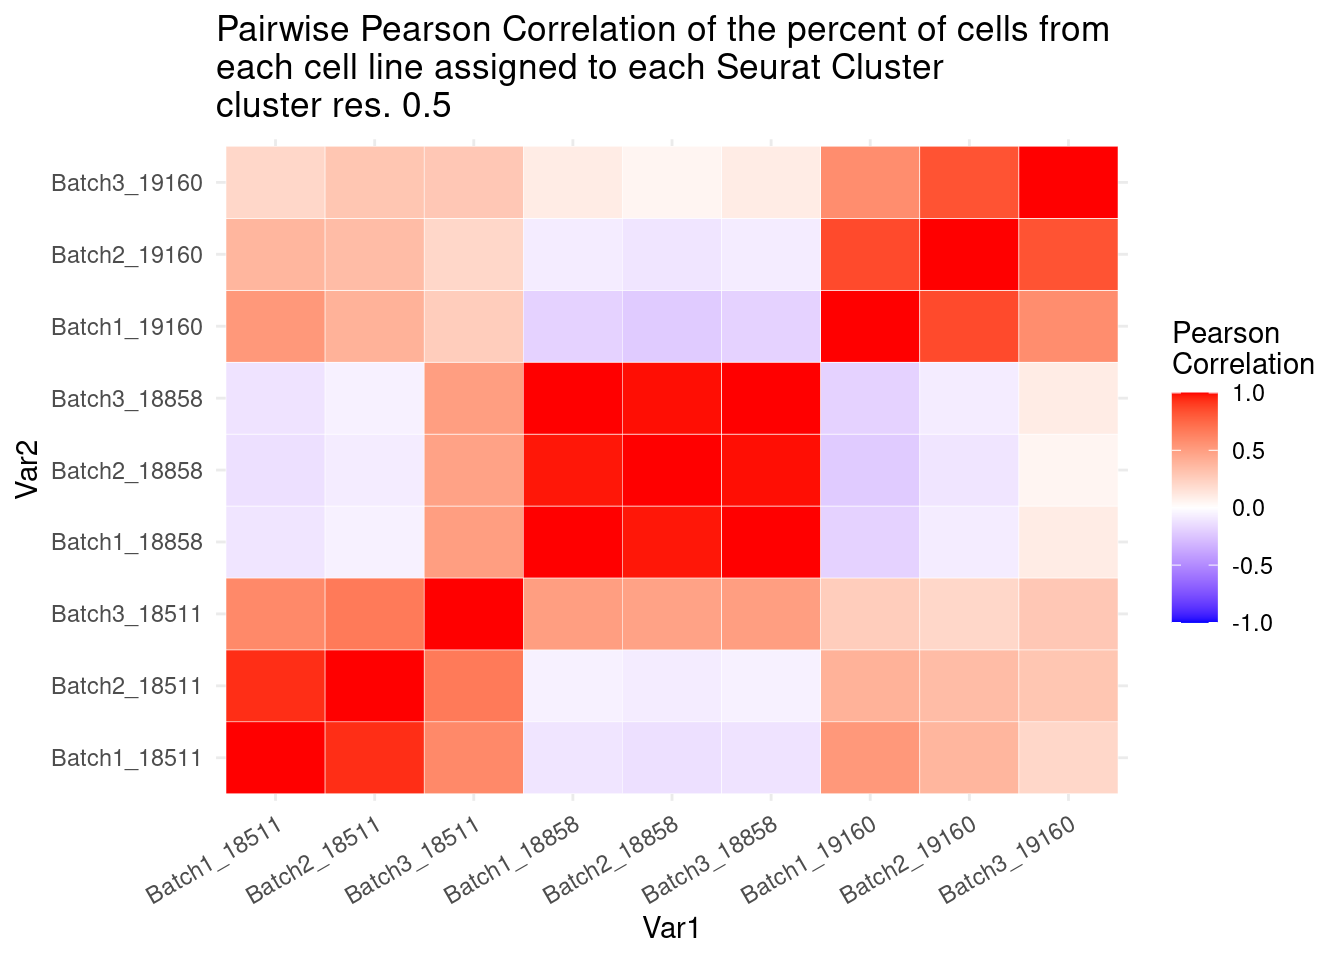 Pairwise Pearson Correlation of the percent of cells from
each cell line assigned to each Seurat Cluster
cluster res. 0.5
Batch3_19160
Batch2_19160
Batch1_19160
Batch3_18858
Batch2_18858
Batch1_18858
Batch3_18511
Batch2_18511
Batch1_18511
Var2
Batch1_18511
Batch2_18511
Batch3_18511
Batch1_18858
Batch2_18858
Batch3_18858
Batch1_19160
Batch2_19160
Batch3_19160
Var1
Pearson
Correlation
1.0
0.5
0.0
-0.5
-1.0